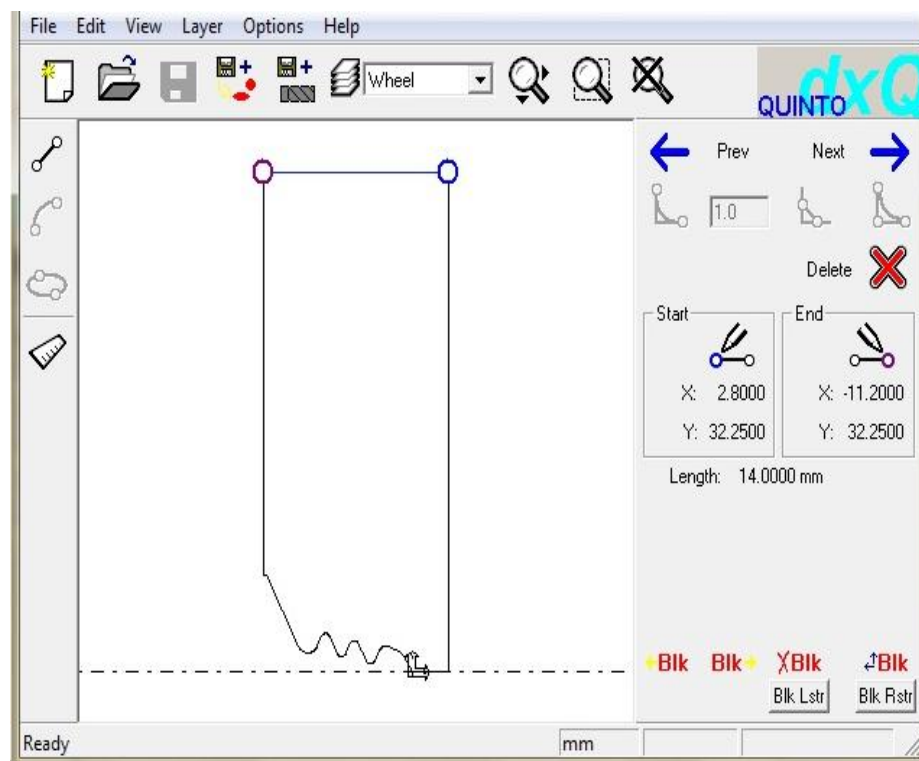 File Edit View Layer Options Help
Wheel
dxQ
QUINTO
Prev Next
1.0
Delete
Start End
X: 2.8000 X: -11.2000
Y: 32.2500 Y: 32.2500
Length: 14.0000 mm
Blk Blk XBlk Blk
Blk Lstr Blk Rstr
Ready mm